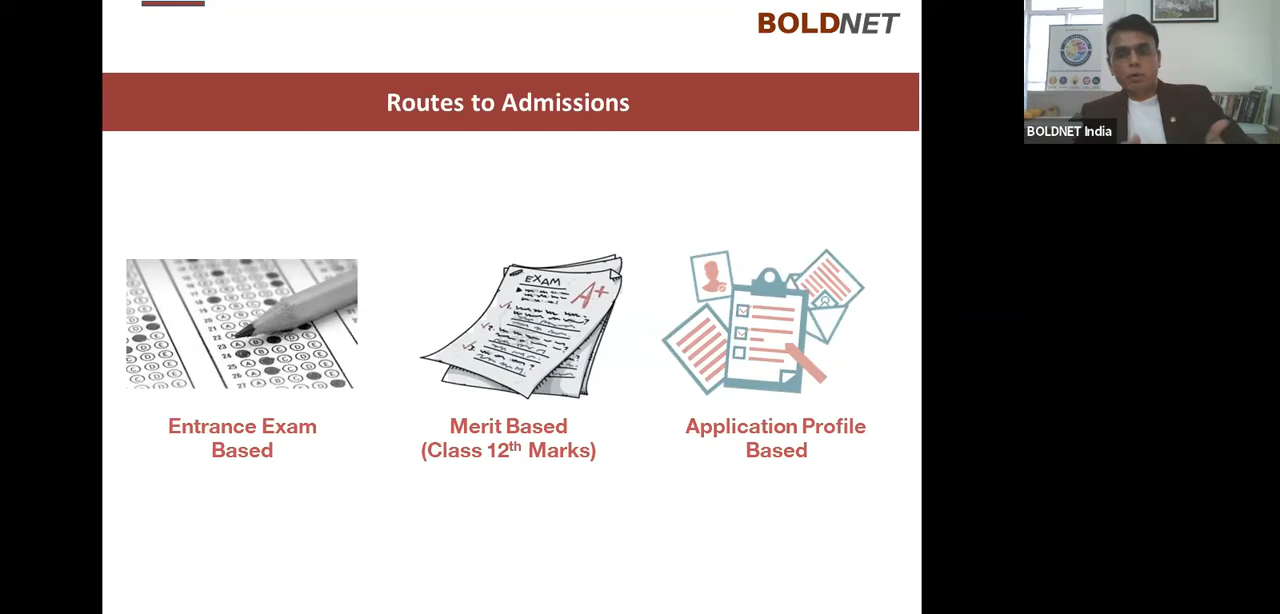 BOLDNET
Routes to Admissions
BOLDNET India
EXAM
A+
Entrance Exam
Based
Merit Based
(Class 12th Marks)
Application Profile
Based